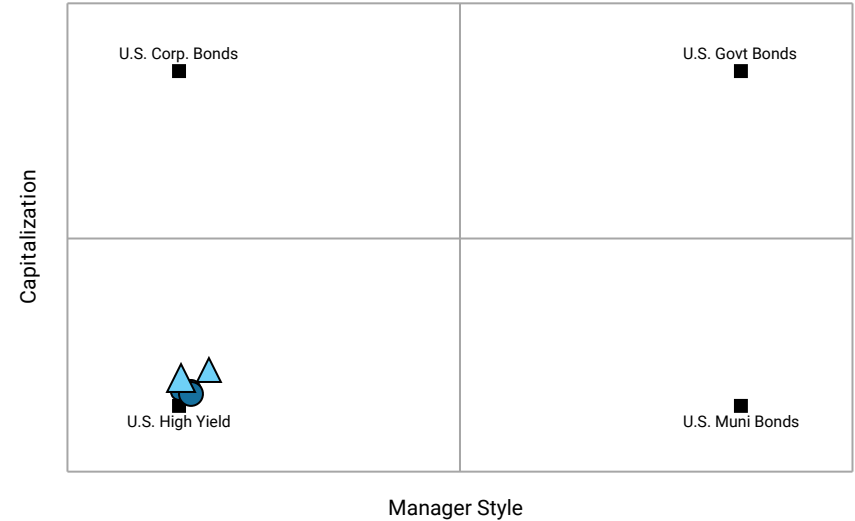 U.S. Corp. Bonds
U.S. Govt Bonds
Capitalization
U.S. High Yield
U.S. Muni Bonds
Manager Style